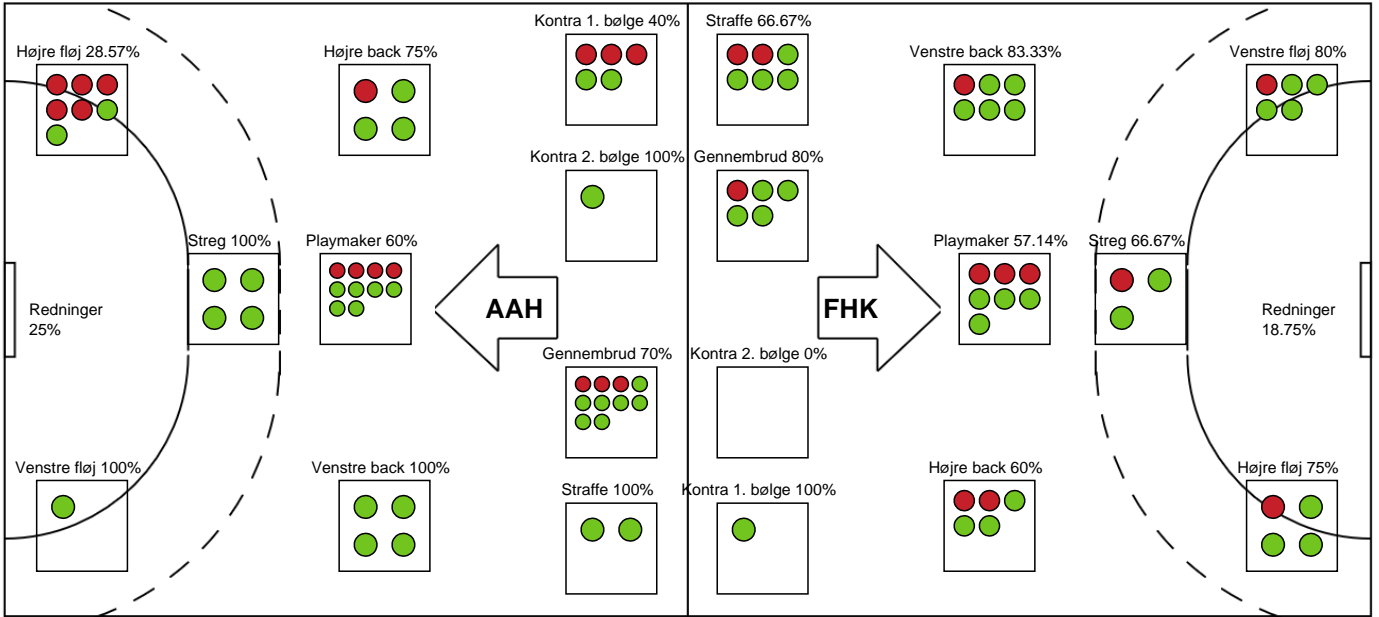 Kontra 1. bølge 40%
Straffe 66.67%
Højre fløj 28.57%
Højre back 75%
Venstre back 83.33%
Venstre fløj 80%
Kontra 2. bølge 100%
Gennembrud 80%
Streg 100%
Playmaker 60%
Playmaker 57.14%
Streg 66.67%
Redninger
25%
AAH
FHK
Redninger
18.75%
Gennembrud 70%
Kontra 2. bølge 0%
Venstre fløj 100%
Venstre back 100%
Straffe 100%
Kontra 1. bølge 100%
Højre back 60%
Højre fløj 75%